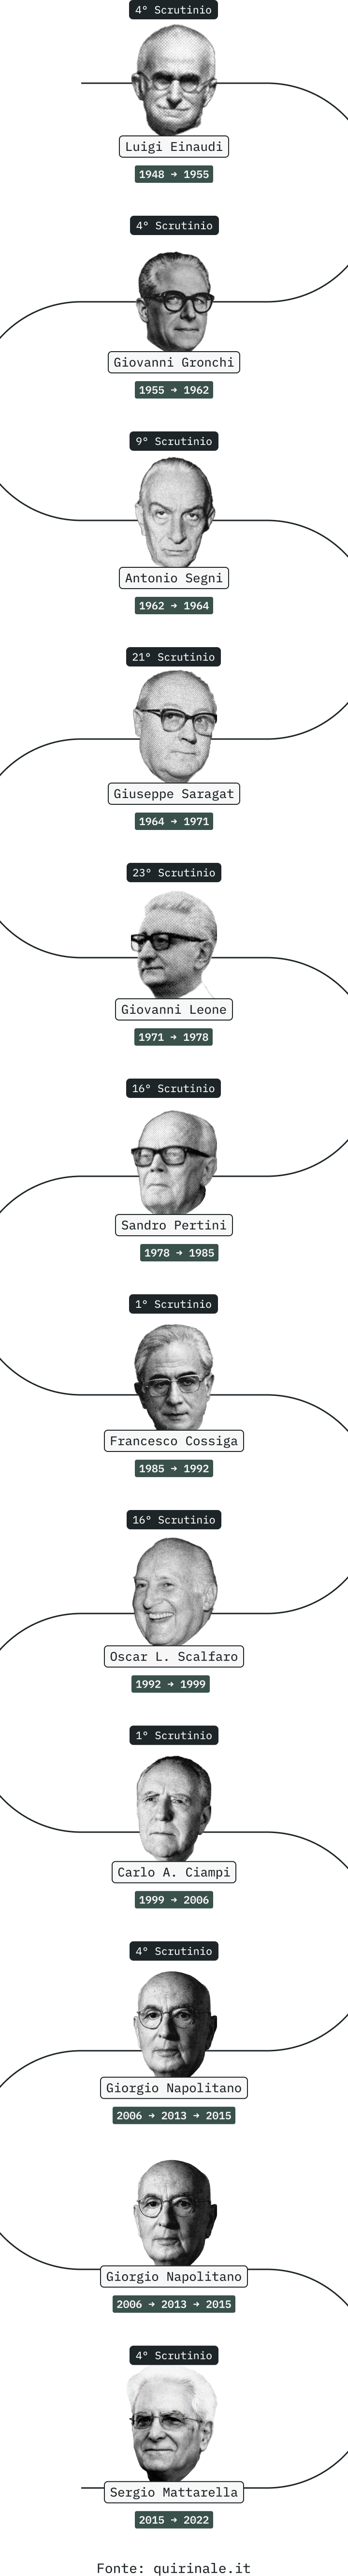 4° Scrutinio
Luigi Einaudi
1948 → 1955
4° Scrutinio
Giovanni Gronchi
1955 → 1962
9° Scrutinio
Antonio Segni
1962 → 1964
21° Scrutinio
Giuseppe Saragat
1964 → 1971
23° Scrutinio
Giovanni Leone
1971 → 1978
16° Scrutinio
Sandro Pertini
1978 → 1985
1° Scrutinio
Francesco Cossiga
1985 → 1992
16° Scrutinio
Oscar L. Scalfaro
1992 → 1999
1° Scrutinio
Carlo A. Ciampi
1999 → 2006
4° Scrutinio
Giorgio Napolitano
2006 → 2013 → 2015
Giorgio Napolitano
2006 → 2013 → 2015
4° Scrutinio
Sergio Mattarella
2015 → 2022
Fonte: quirinale.it